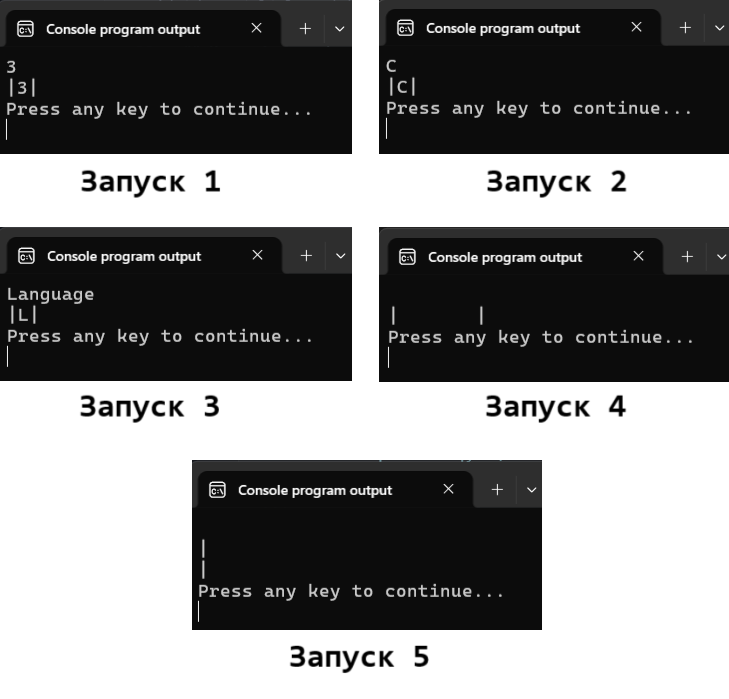 Console program output
3
|3|
Press any key to continue...
Запуск 1
Console program output
C
|C|
Press any key to continue...
Запуск 2
Console program output
Language
|L|
Press any key to continue...
Запуск 3
Console program output
|       |
Press any key to continue...
Запуск 4
Console program output
|
|
Press any key to continue...
Запуск 5